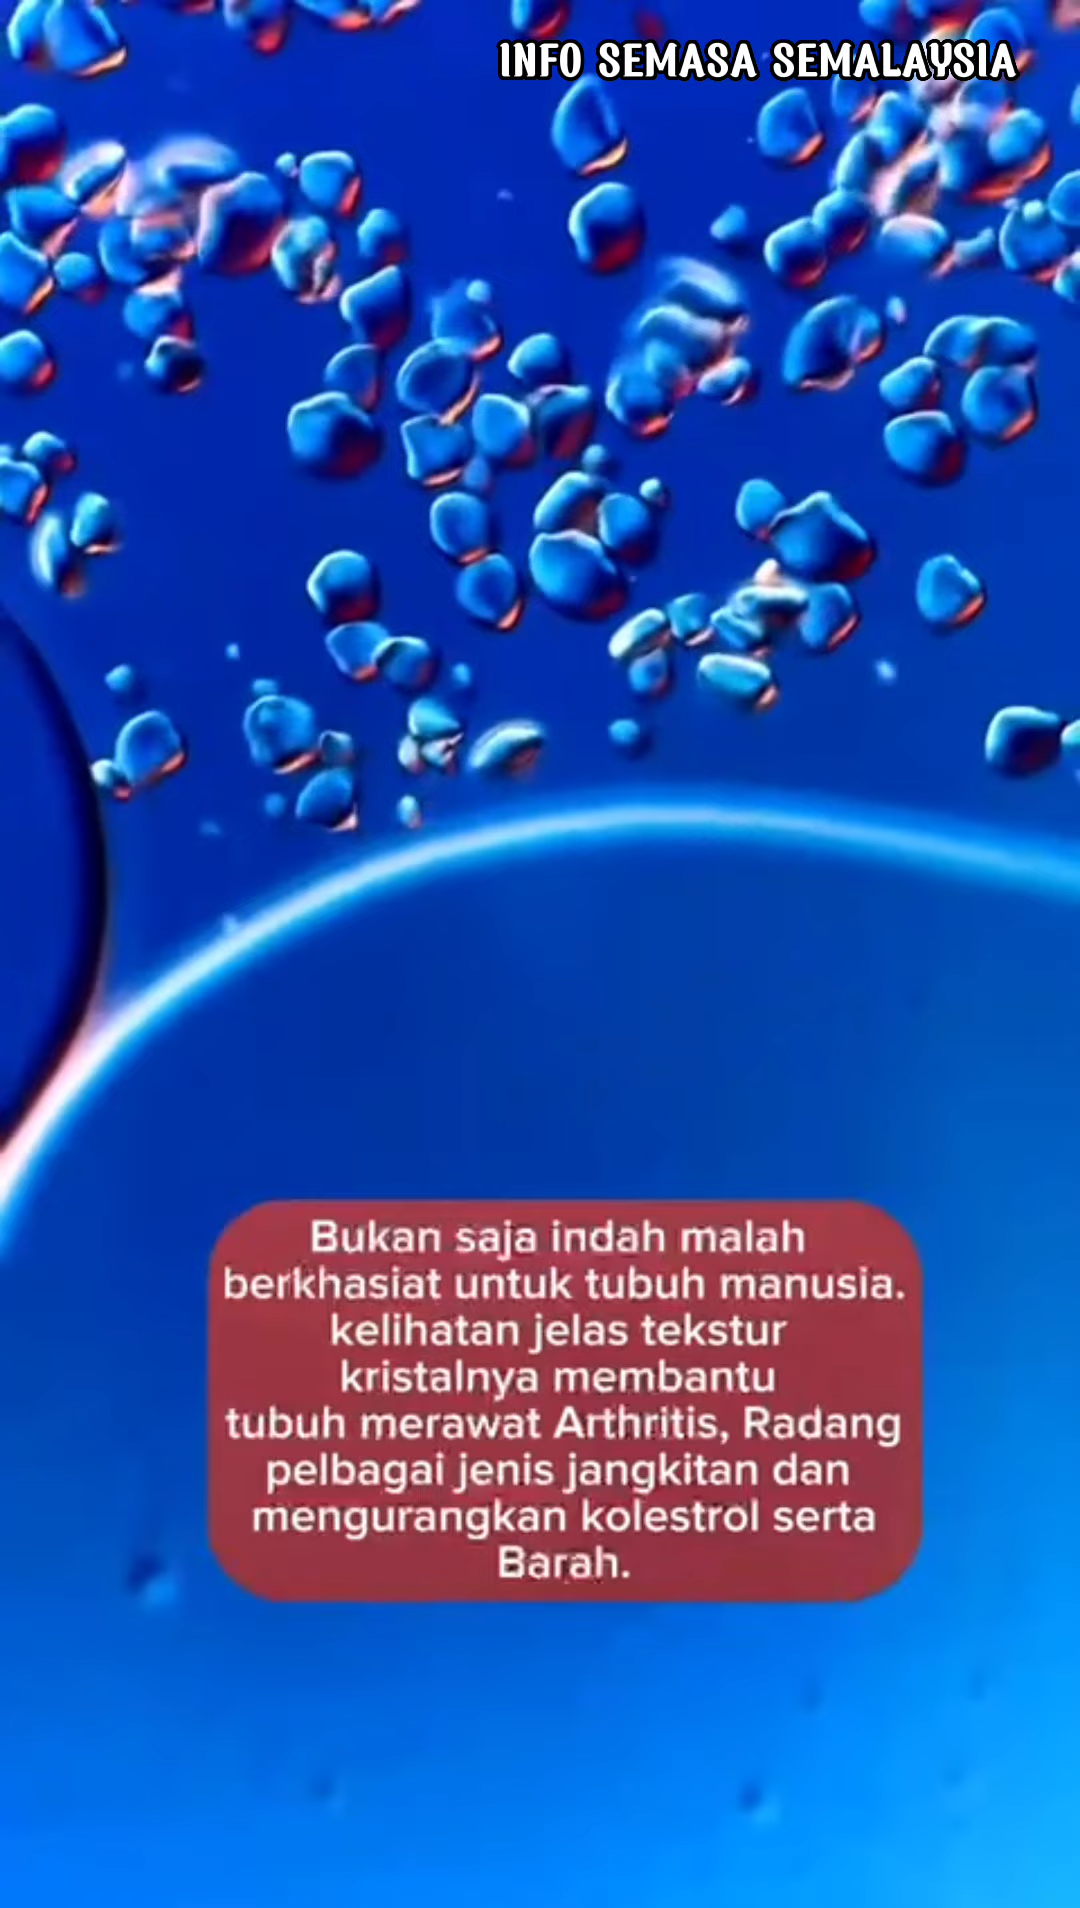 INFO SEMASA SEMALAYSIA
Bukan saja indah malah
berkhasiat untuk tubuh manusia.
kelihatan jelas tekstur
kristalnya membantu
tubuh merawat Arthritis, Radang
pelbagai jenis jangkitan dan
mengurangkan kolestrol serta
Barah.